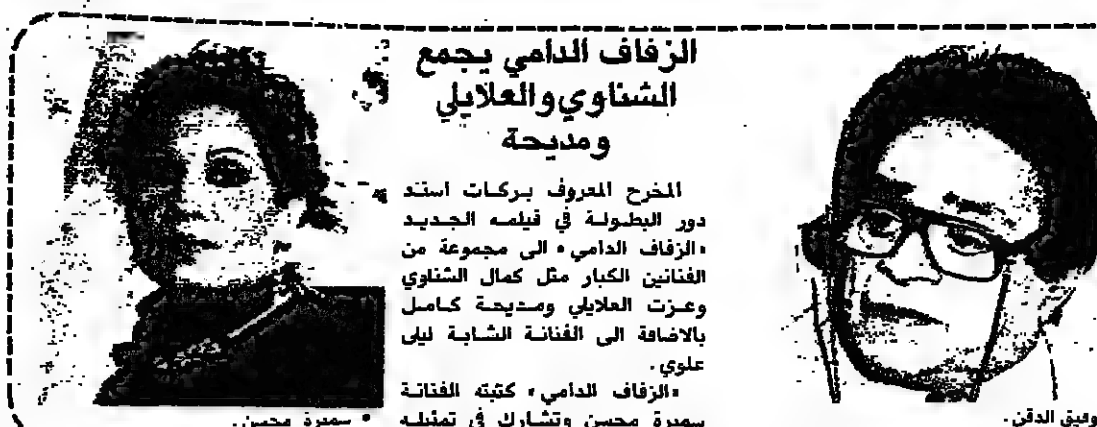 الزفاف الدامي يجمع
الشناوي والعلايلي
ومديحة
المخرج المعروف بركات اسند
دور البطولة في فيلمه الجديد
«الزفاف الدامي» الى مجموعة من
الفنانين الكبار مثل كمال الشناوي
وعزت العلايلي ومديحة كامل
بالاضافة الى الفنانة الشابة ليلى
علوي.
«الزفاف الدامي» كتبته الفنانة
سميرة محسن وتشارك في تمثيله
• سميرة محسن.
وفيق الدقن.